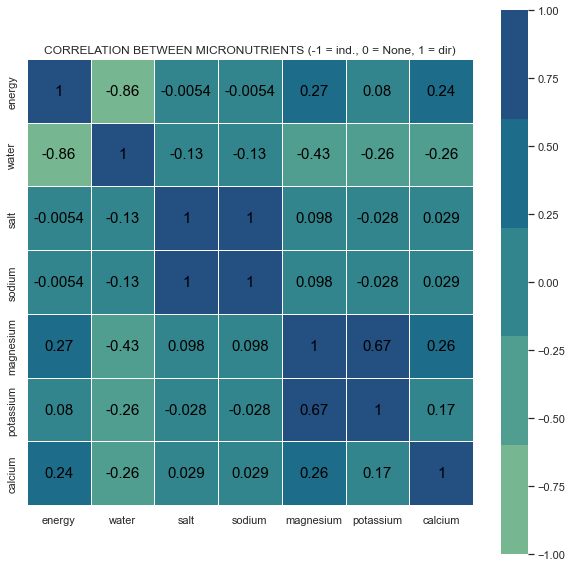 CORRELATION BETWEEN MICRONUTRIENTS (-1 = ind., 0 = None, 1 = dir)
energy 1 -0.86 -0.0054 -0.0054 0.27 0.08 0.24
water -0.86 1 -0.13 -0.13 -0.43 -0.26 -0.26
salt -0.0054 -0.13 1 1 0.098 -0.028 0.029
sodium -0.0054 -0.13 1 1 0.098 -0.028 0.029
magnesium 0.27 -0.43 0.098 0.098 1 0.67 0.26
potassium 0.08 -0.26 -0.028 -0.028 0.67 1 0.17
calcium 0.24 -0.26 0.029 0.029 0.26 0.17 1
energy water salt sodium magnesium potassium calcium
1.00
0.75
0.50
0.25
0.00
−0.25
−0.50
−0.75
−1.00